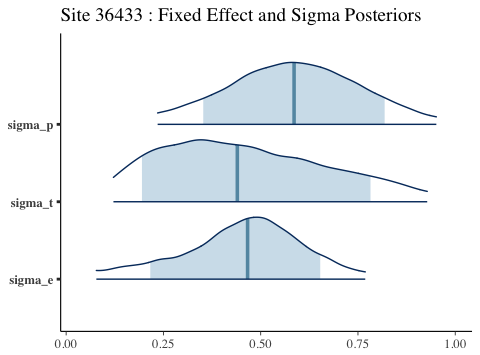 Site 36433 : Fixed Effect and Sigma Posteriors
sigma_p
sigma_t
sigma_e
0.00 0.25 0.50 0.75 1.00